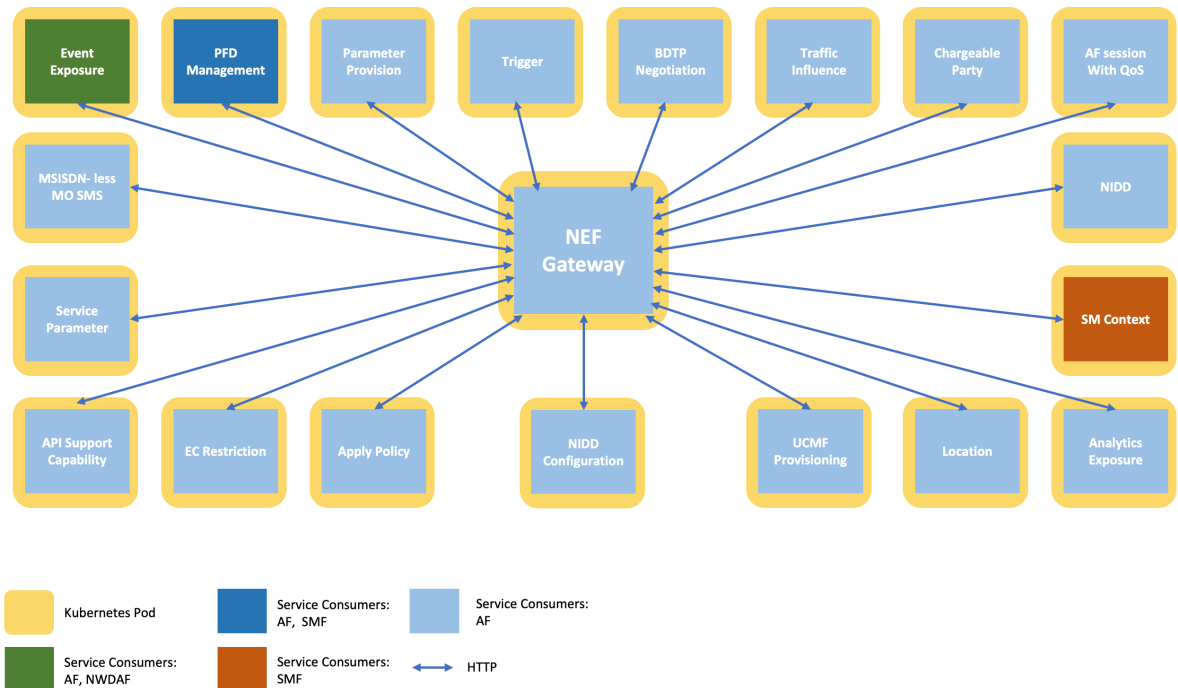 Event
Exposure
PFD
Management
Parameter
Provision
Trigger
BDTP
Negotiation
Traffic
Influence
Chargeable
Party
AF session
With QoS
MSISDN- less
MO SMS
NIDD
NEF
Gateway
Service
Parameter
SM Context
API Support
Capability
EC Restriction
Apply Policy
NIDD
Configuration
UCMF
Provisioning
Location
Analytics
Exposure
Kubernetes Pod
Service Consumers:
AF, SMF
Service Consumers:
AF
Service Consumers:
AF, NWDAF
Service Consumers:
SMF
HTTP